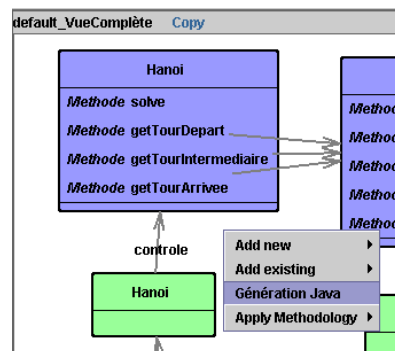 default_VueComplète Copy
Hanoi
Methode solve
Methode getTourDepart
Methode getTourIntermediaire
Methode getTourArrivee
Methode
Methode
Methode
Methode
Methode
controle
Hanoi
Add new
Add existing
Génération Java
Apply Methodology